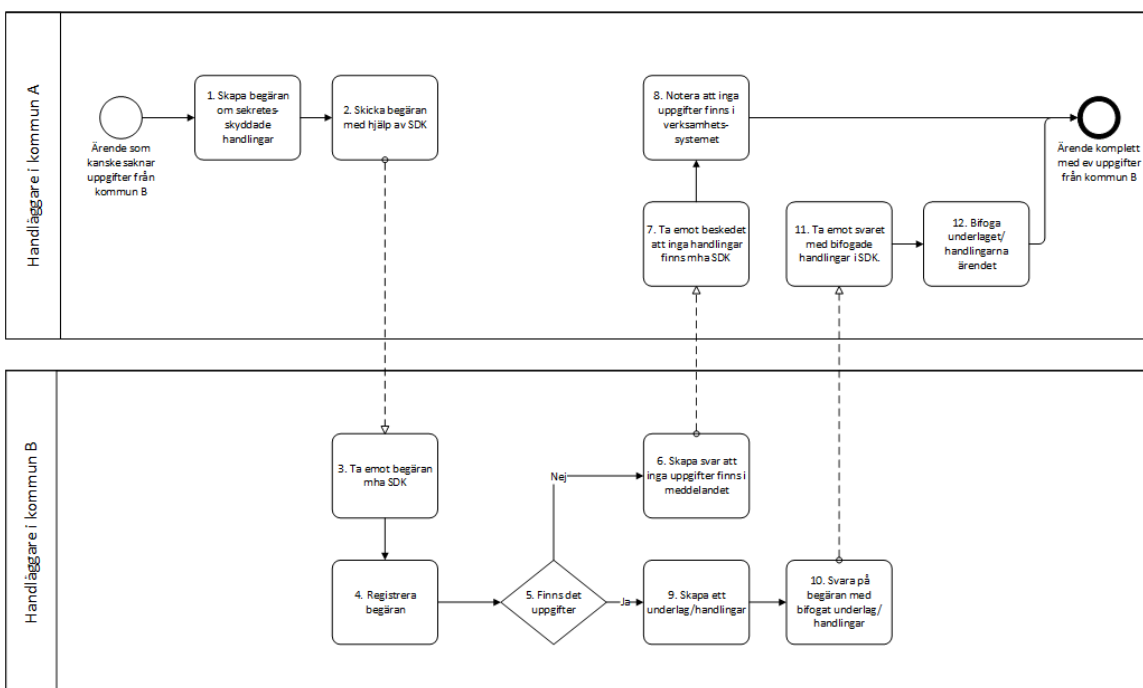 Handläggare i kommun A
Ärende som
kanske saknar
uppgifter från
kommun B
1. Skapa begäran
om sekretes-
skyddade
handlingar
2. Skicka begäran
med hjälp av SDK
8. Notera att inga
uppgifter finns i
verksamhets-
systemet
Ärende komplett
med ev uppgifter
från kommun B
7. Ta emot beskedet
att inga handlingar
finns mha SDK
11. Ta emot svaret
med bifogade
handlingar i SDK.
12. Bifoga
underlaget/
handlingarna
ärendet
Handläggare i kommun B
3. Ta emot begäran
mha SDK
Nej
6. Skapa svar att
inga uppgifter finns i
meddelandet
4. Registrera
begäran
5. Finns det
uppgifter
Ja
9. Skapa ett
underlag/handlingar
10. Svara på
begäran med
bifogat underlag/
handlingar